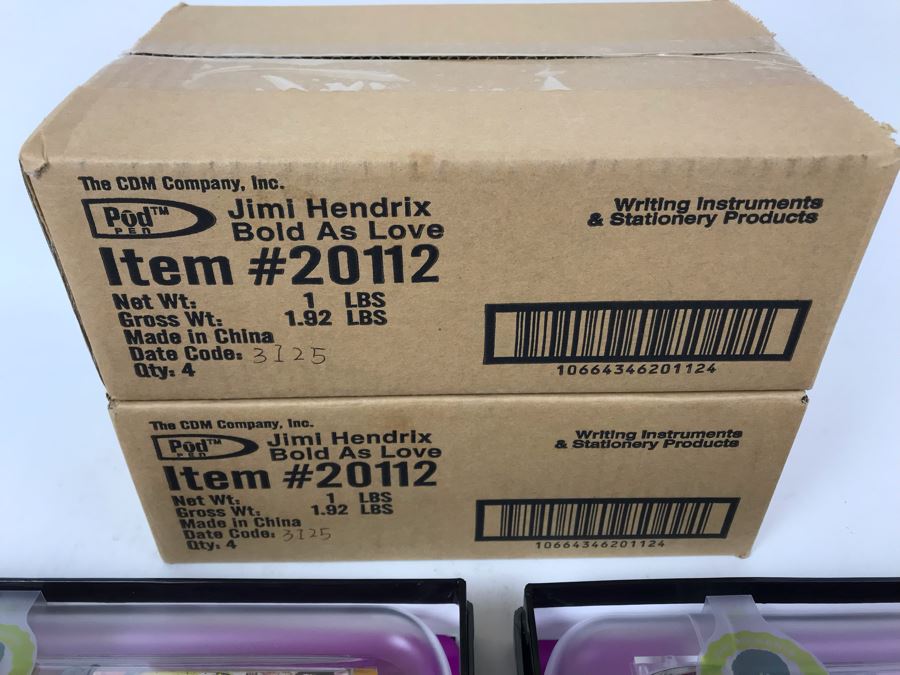 The CDM Company, Inc.
Pod™ PEN
Jimi Hendrix
Bold As Love
Writing Instruments
& Stationery Products
Item #20112
Net Wt: 1 LBS
Gross Wt: 1.92 LBS
Made in China
Date Code: 3I25
Qty: 4
10664346201124
The CDM Company, Inc.
Pod™ PEN
Jimi Hendrix
Bold As Love
Writing Instruments
& Stationery Products
Item #20112
Net Wt: 1 LBS
Gross Wt: 1.92 LBS
Made in China
Date Code: 3I25
Qty: 4
10664346201124